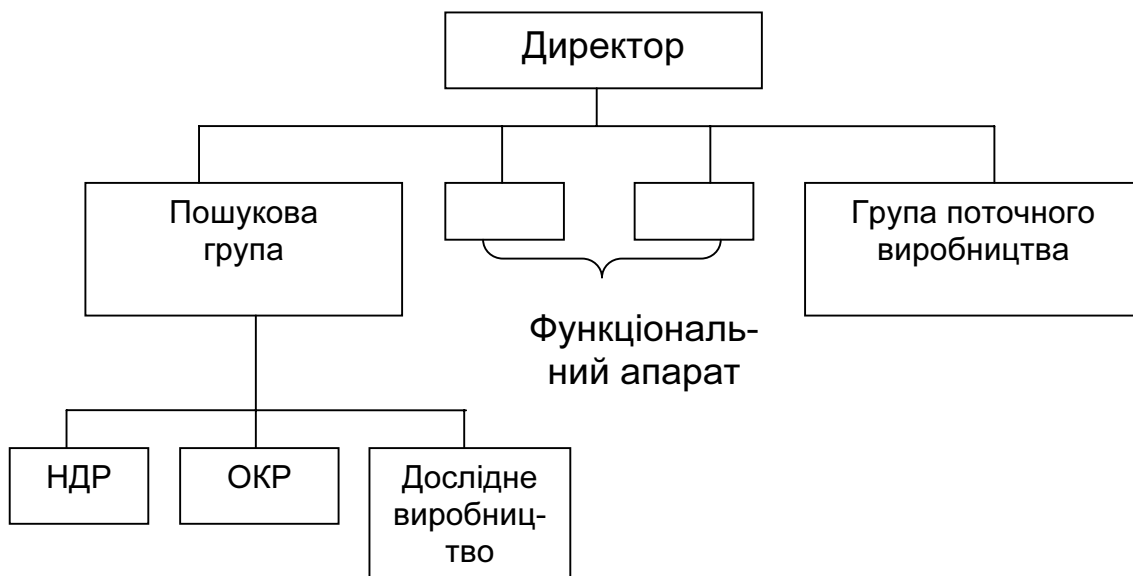 Директор
Пошукова
група
Група поточного
виробництва
Функціональ-
ний апарат
НДР
ОКР
Дослідне
виробниц-
тво